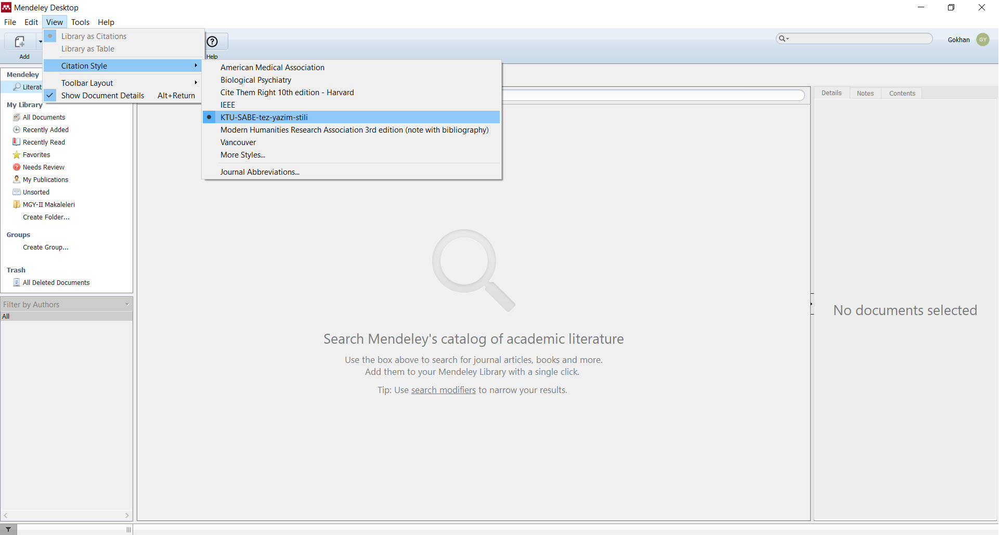 Mendeley Desktop
File Edit View Tools Help
Library as Citations
Library as Table
Citation Style
Toolbar Layout
Show Document Details Alt+Return
Add
Help
Gokhan GY
American Medical Association
Biological Psychiatry
Cite Them Right 10th edition - Harvard
IEEE
KTU-SABE-tez-yazim-stili
Modern Humanities Research Association 3rd edition (note with bibliography)
Vancouver
More Styles...
Journal Abbreviations...
Mendeley
Literat
My Library
All Documents
Recently Added
Recently Read
Favorites
Needs Review
My Publications
Unsorted
MGY-II Makaleleri
Create Folder...
Groups
Create Group...
Trash
All Deleted Documents
Filter by Authors
All
Search Mendeley's catalog of academic literature
Use the box above to search for journal articles, books and more.
Add them to your Mendeley Library with a single click.
Tip: Use search modifiers to narrow your results.
Details Notes Contents
No documents selected